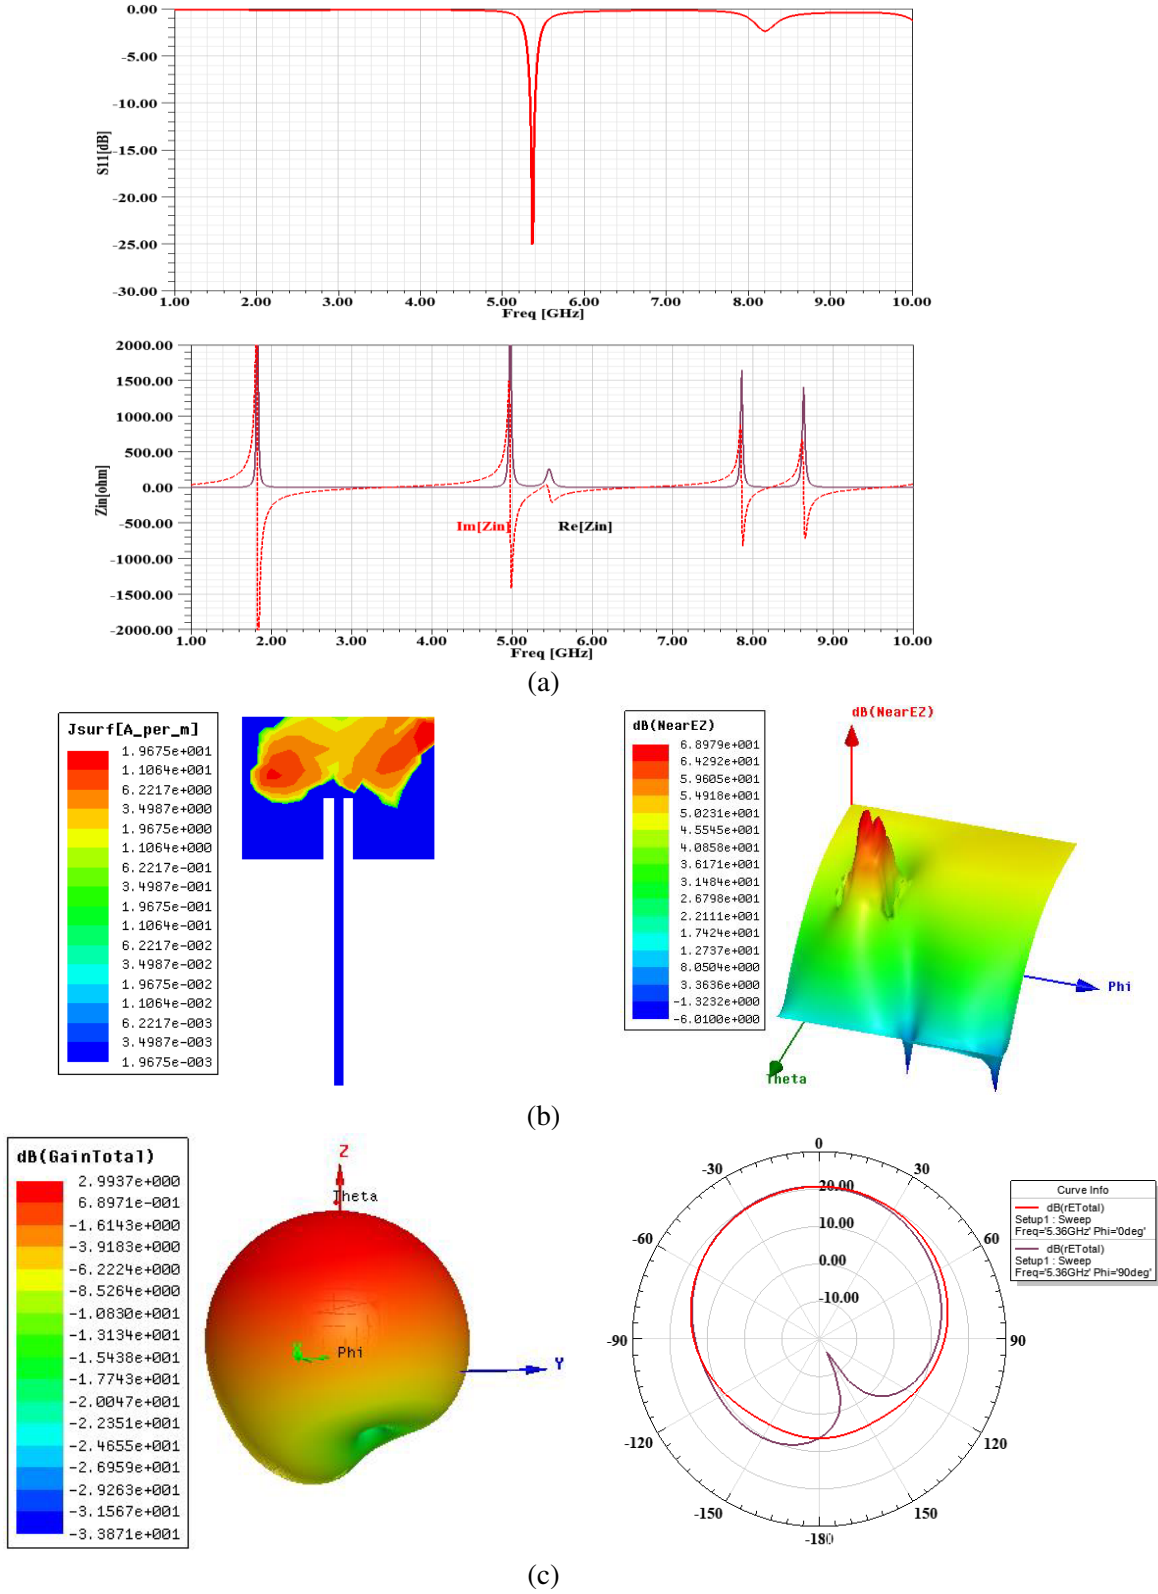 0.00
-5.00
-10.00
-15.00
-20.00
-25.00
-30.00
S11[dB]
1.00 2.00 3.00 4.00 5.00 6.00 7.00 8.00 9.00 10.00
Freq [GHz]
2000.00
1500.00
1000.00
500.00
0.00
-500.00
-1000.00
-1500.00
-2000.00
Zin[ohm]
Im[Zin] Re[Zin]
1.00 2.00 3.00 4.00 5.00 6.00 7.00 8.00 9.00 10.00
Freq [GHz]
(a)
Jsurf[A_per_m]
1.9675e+001
1.1064e+001
6.2217e+000
3.4987e+000
1.9675e+000
1.1064e+000
6.2217e-001
3.4987e-001
1.9675e-001
1.1064e-001
6.2217e-002
3.4987e-002
1.9675e-002
1.1064e-002
6.2217e-003
3.4987e-003
1.9675e-003
dB(NearEZ)
6.8979e+001
6.4292e+001
5.9605e+001
5.4918e+001
5.0231e+001
4.5545e+001
4.0858e+001
3.6171e+001
3.1484e+001
2.6798e+001
2.2111e+001
1.7424e+001
1.2737e+001
8.0504e+000
3.3636e+000
-1.3232e+000
-6.0100e+000
dB(NearEZ)
Phi
Theta
(b)
dB(GainTotal)
2.9937e+000
6.8971e-001
-1.6143e+000
-3.9183e+000
-6.2224e+000
-8.5264e+000
-1.0830e+001
-1.3134e+001
-1.5438e+001
-1.7743e+001
-2.0047e+001
-2.2351e+001
-2.4655e+001
-2.6959e+001
-2.9263e+001
-3.1567e+001
-3.3871e+001
Z
Theta
X
Phi
Y
0
-30 30
20.00
10.00
-60 60
0.00
-10.00
-90 90
-120 120
-150 150
-180
Curve Info
dB(rETotal)
Setup1 : Sweep
Freq='5.36GHz' Phi='0deg'
dB(rETotal)
Setup1 : Sweep
Freq='5.36GHz' Phi='90deg'
(c)